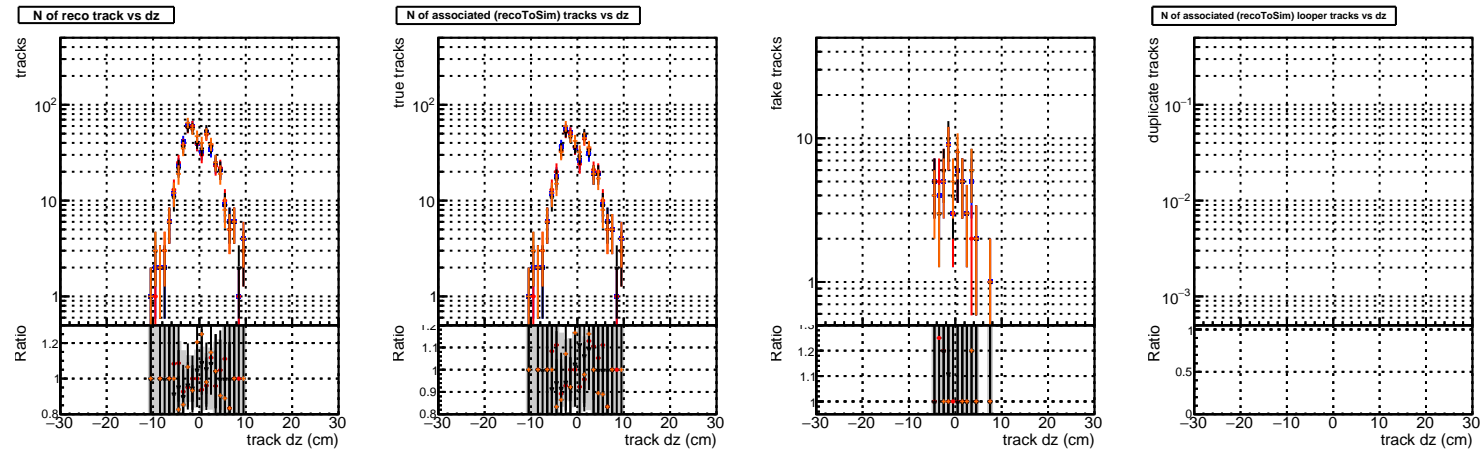 N of reco track vs dz
tracks
10²
10
1
Ratio
1.2
1
0.8
−30 −20 −10 0 10 20 30
track dz (cm)
N of associated (recoToSim) tracks vs dz
true tracks
10²
10
1
Ratio
1.1
1
0.9
0.8
−30 −20 −10 0 10 20 30
track dz (cm)
fake tracks
10
1
Ratio
1.2
1.1
1
−30 −20 −10 0 10 20 30
track dz (cm)
N of associated (recoToSim) looper tracks vs dz
duplicate tracks
10⁻¹
10⁻²
10⁻³
Ratio
1
0.5
0
−30 −20 −10 0 10 20 30
track dz (cm)